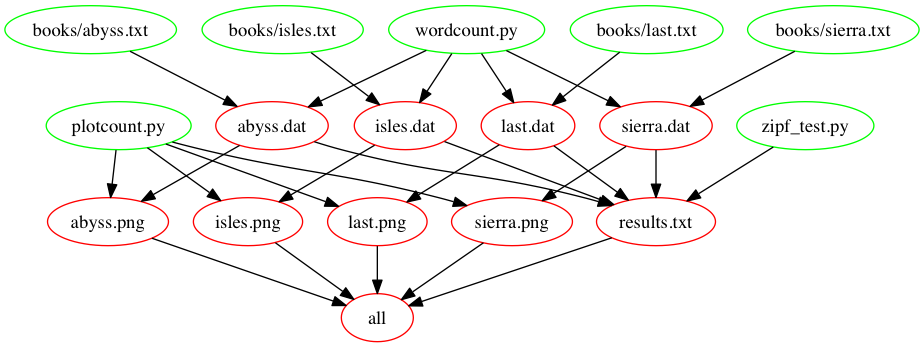 books/abyss.txt
books/isles.txt
wordcount.py
books/last.txt
books/sierra.txt
plotcount.py
abyss.dat
isles.dat
last.dat
sierra.dat
zipf_test.py
abyss.png
isles.png
last.png
sierra.png
results.txt
all